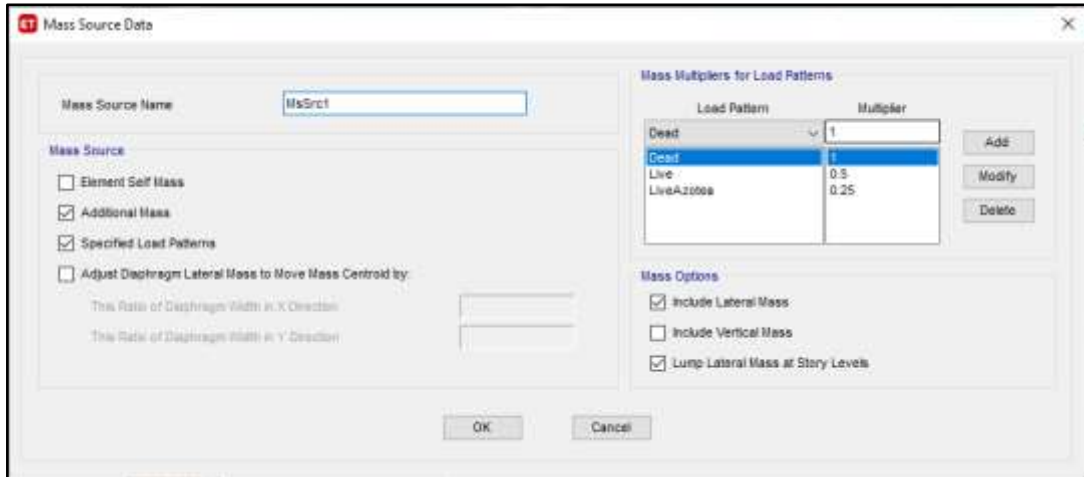 ET Mass Source Data
Mass Source Name
MsSrc1
Mass Source
Element Self Mass
Additional Mass
Specified Load Patterns
Adjust Diaphragm Lateral Mass to Move Mass Centroid by:
This Ratio of Diaphragm Width in X Direction
This Ratio of Diaphragm Width in Y Direction
Mass Multipliers for Load Patterns
Load Pattern Multiplier
Dead 1
Dead 1
Live 0.5
LiveAzotea 0.25
Add
Modify
Delete
Mass Options
Include Lateral Mass
Include Vertical Mass
Lump Lateral Mass at Story Levels
OK Cancel